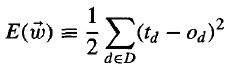 E(w⃗) ≡ 1/2 ∑_{d∈D} (t_d − o_d)²